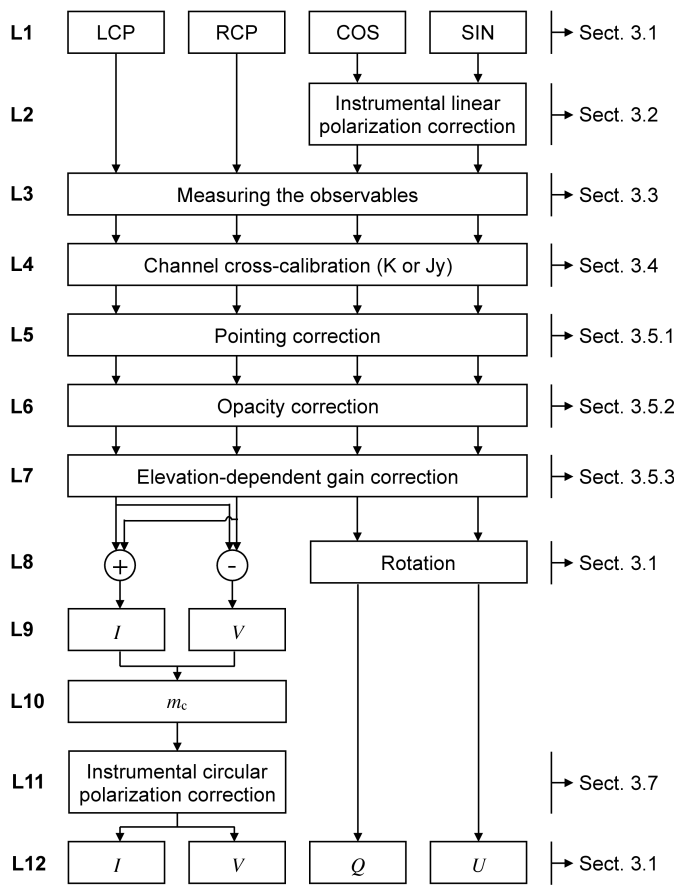 L1 LCP RCP COS SIN Sect. 3.1
L2 Instrumental linear
polarization correction Sect. 3.2
L3 Measuring the observables Sect. 3.3
L4 Channel cross-calibration (K or Jy) Sect. 3.4
L5 Pointing correction Sect. 3.5.1
L6 Opacity correction Sect. 3.5.2
L7 Elevation-dependent gain correction Sect. 3.5.3
L8 + - Rotation Sect. 3.1
L9 I V
L10 mc
L11 Instrumental circular
polarization correction Sect. 3.7
L12 I V Q U Sect. 3.1